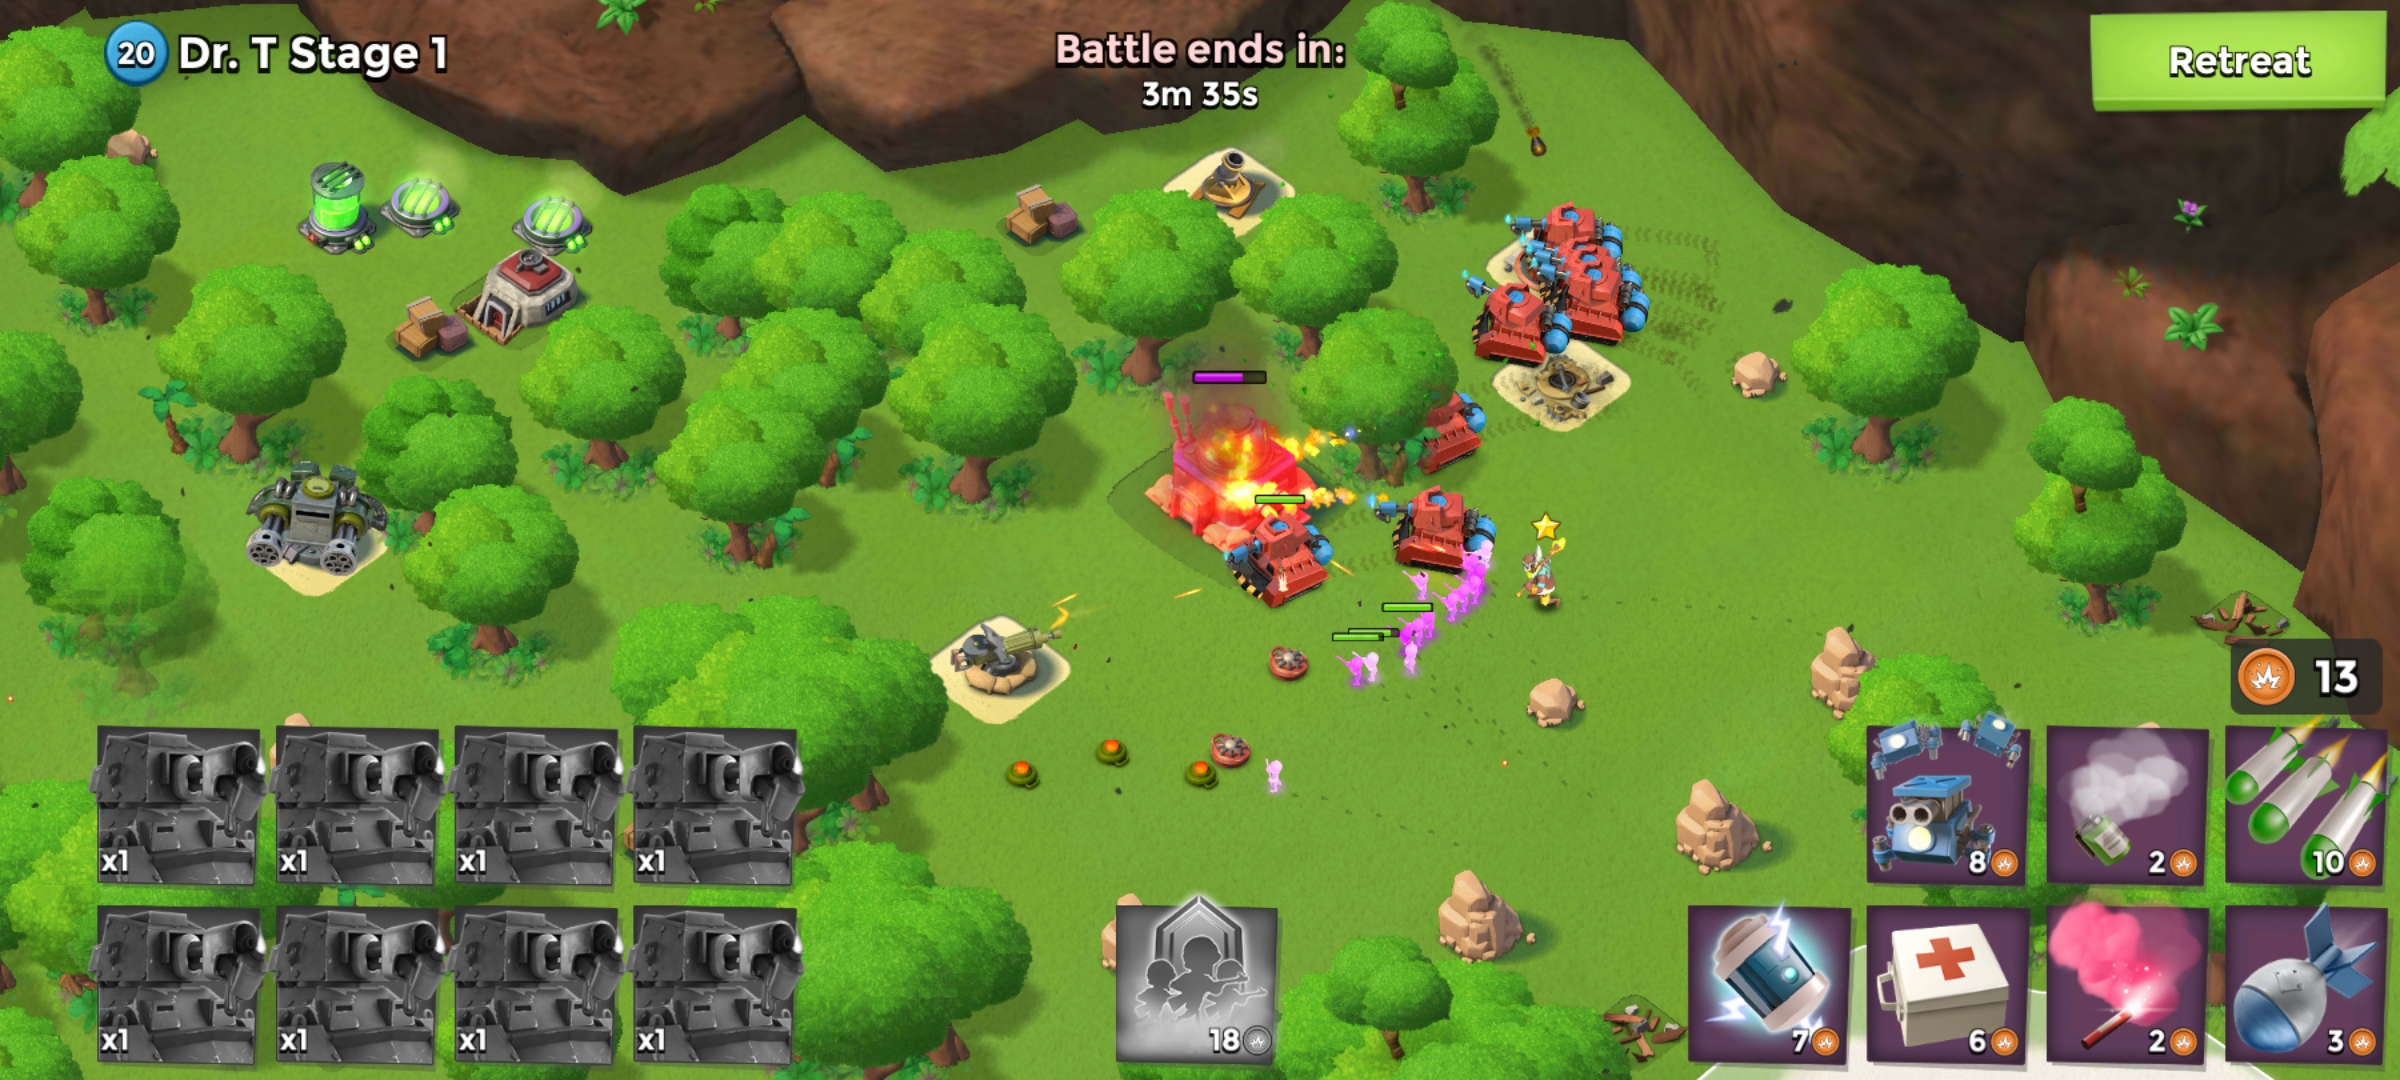 20 Dr. T Stage 1
Battle ends in:
3m 35s
Retreat
13
8
2
10
x1
x1
x1
x1
x1
x1
x1
x1
18
7
6
2
3